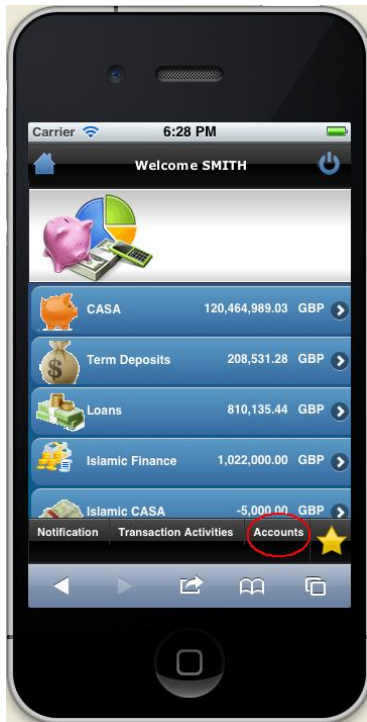 Carrier 6:28 PM
Welcome SMITH
CASA 120,464,989.03 GBP
Term Deposits 208,531.28 GBP
Loans 810,135.44 GBP
Islamic Finance 1,022,000.00 GBP
Islamic CASA -5,000.00 GBP
Notification Transaction Activities Accounts